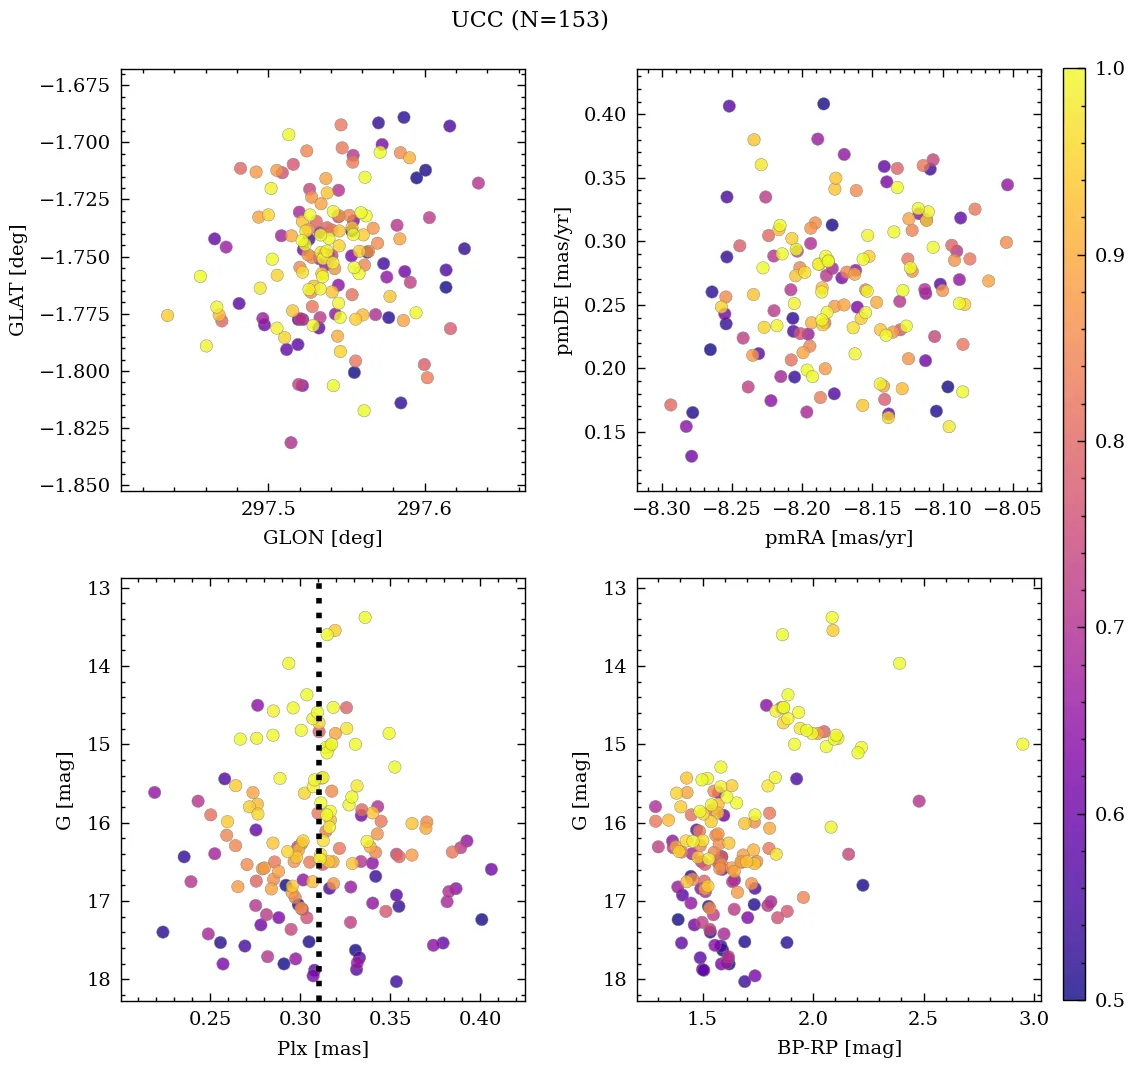 UCC (N=153)
−1.675
−1.700
−1.725
−1.750
−1.775
−1.800
−1.825
−1.850
GLAT [deg]
297.5 297.6
GLON [deg]
0.40
0.35
0.30
0.25
0.20
0.15
pmDE [mas/yr]
−8.30 −8.25 −8.20 −8.15 −8.10 −8.05
pmRA [mas/yr]
13
14
15
16
17
18
G [mag]
0.25 0.30 0.35 0.40
Plx [mas]
13
14
15
16
17
18
G [mag]
1.5 2.0 2.5 3.0
BP-RP [mag]
1.0
0.9
0.8
0.7
0.6
0.5